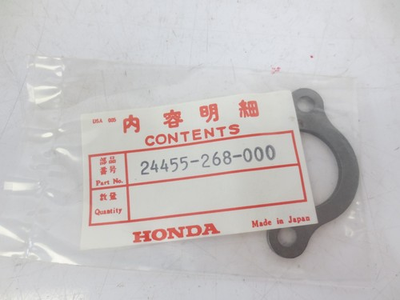 内容明細
CONTENTS
部品番号
Part No.
24455-268-000
数量
Quantity
HONDA
Made in Japan